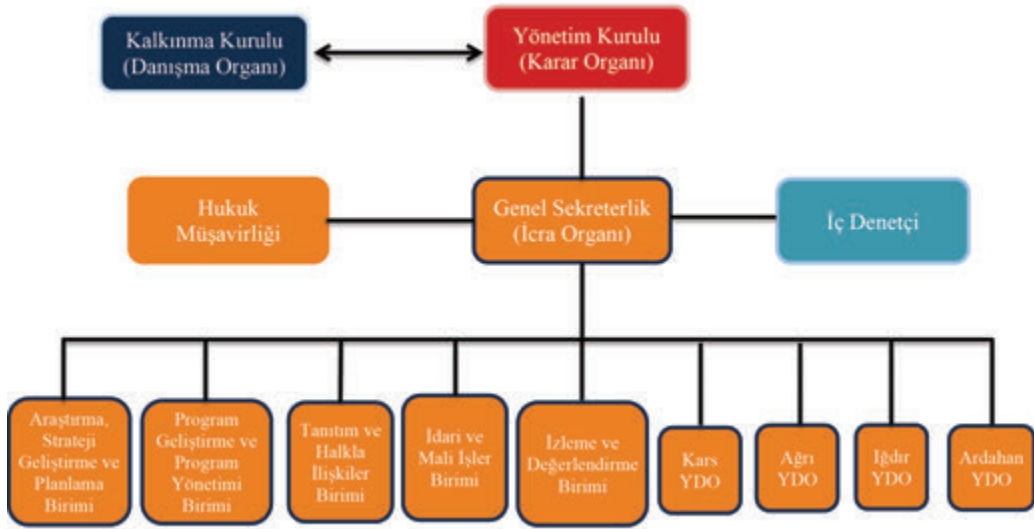 Kalkınma Kurulu
(Danışma Organı)
Yönetim Kurulu
(Karar Organı)
Hukuk
Müşavirliği
Genel Sekreterlik
(İcra Organı)
İç Denetçi
Araştırma,
Strateji
Geliştirme ve
Planlama
Birimi
Program
Geliştirme ve
Program
Yönetimi
Birimi
Tanıtım ve
Halkla
İlişkiler
Birimi
İdari ve
Mali İşler
Birimi
İzleme ve
Değerlendirme
Birimi
Kars
YDO
Ağrı
YDO
Iğdır
YDO
Ardahan
YDO